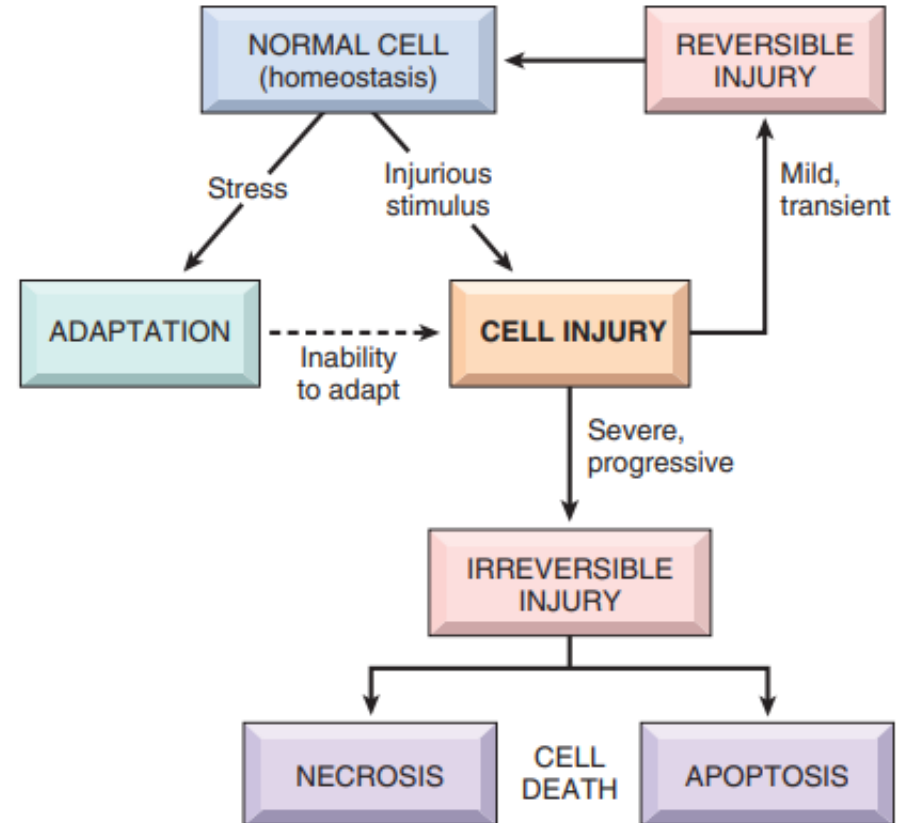 NORMAL CELL
(homeostasis)
REVERSIBLE
INJURY
Stress
Injurious
stimulus
Mild,
transient
ADAPTATION
Inability
to adapt
CELL INJURY
Severe,
progressive
IRREVERSIBLE
INJURY
NECROSIS
CELL
DEATH
APOPTOSIS